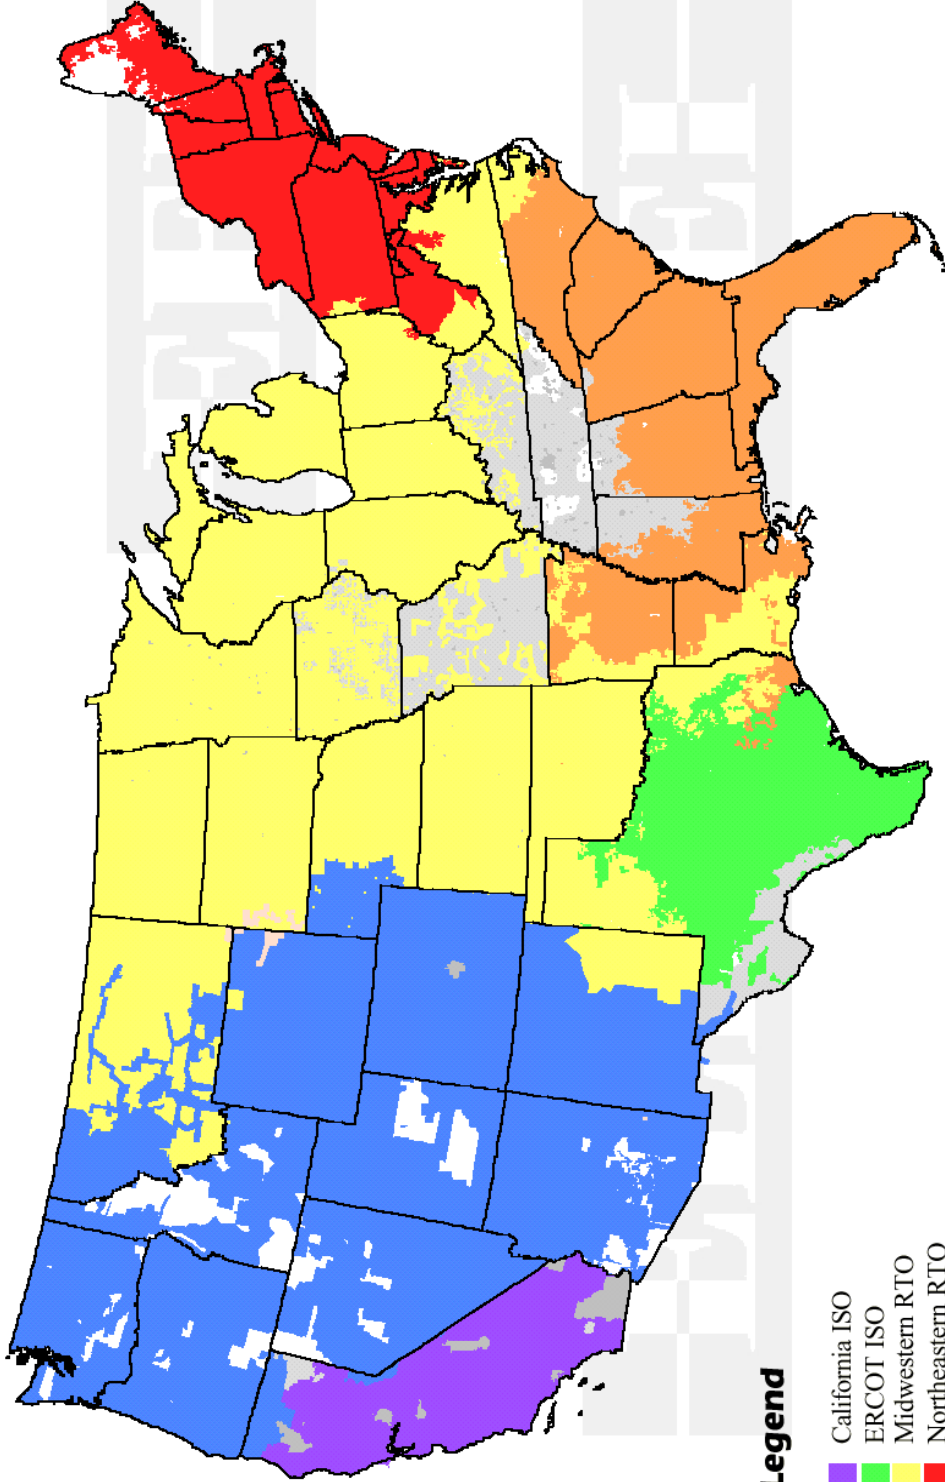 Legend
California ISO
ERCOT ISO
Midwestern RTO
Northeastern RTO